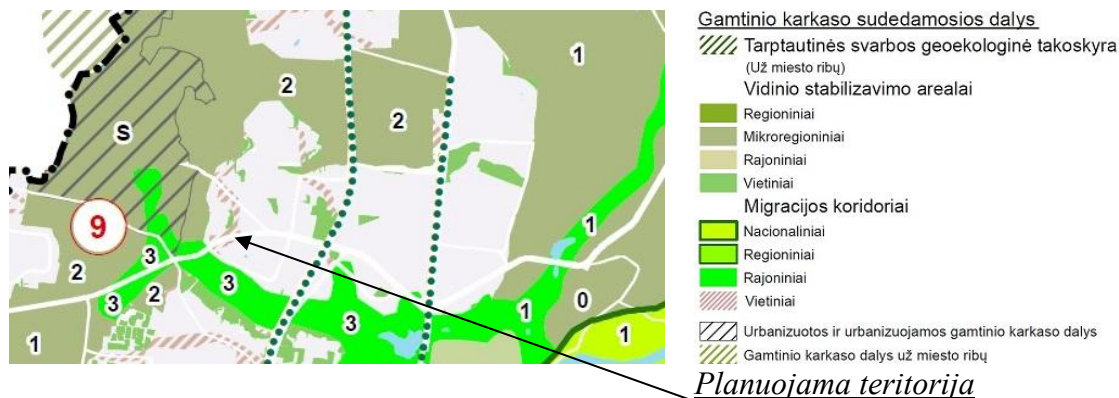 Gamtinio karkaso sudedamosios dalys
Tarptautinės svarbos geoekologinė takoskyra
(Už miesto ribų)
Vidinio stabilizavimo arealai
Regioniniai
Mikroregioniniai
Rajoniniai
Vietiniai
Migracijos koridoriai
Nacionaliniai
Regioniniai
Rajoniniai
Vietiniai
Urbanizuotos ir urbanizuojamos gamtinio karkaso dalys
Gamtinio karkaso dalys už miesto ribų
Planuojama teritorija
1
2
2
S
9
1
3
2
3
2
3
3
1
0
1
1